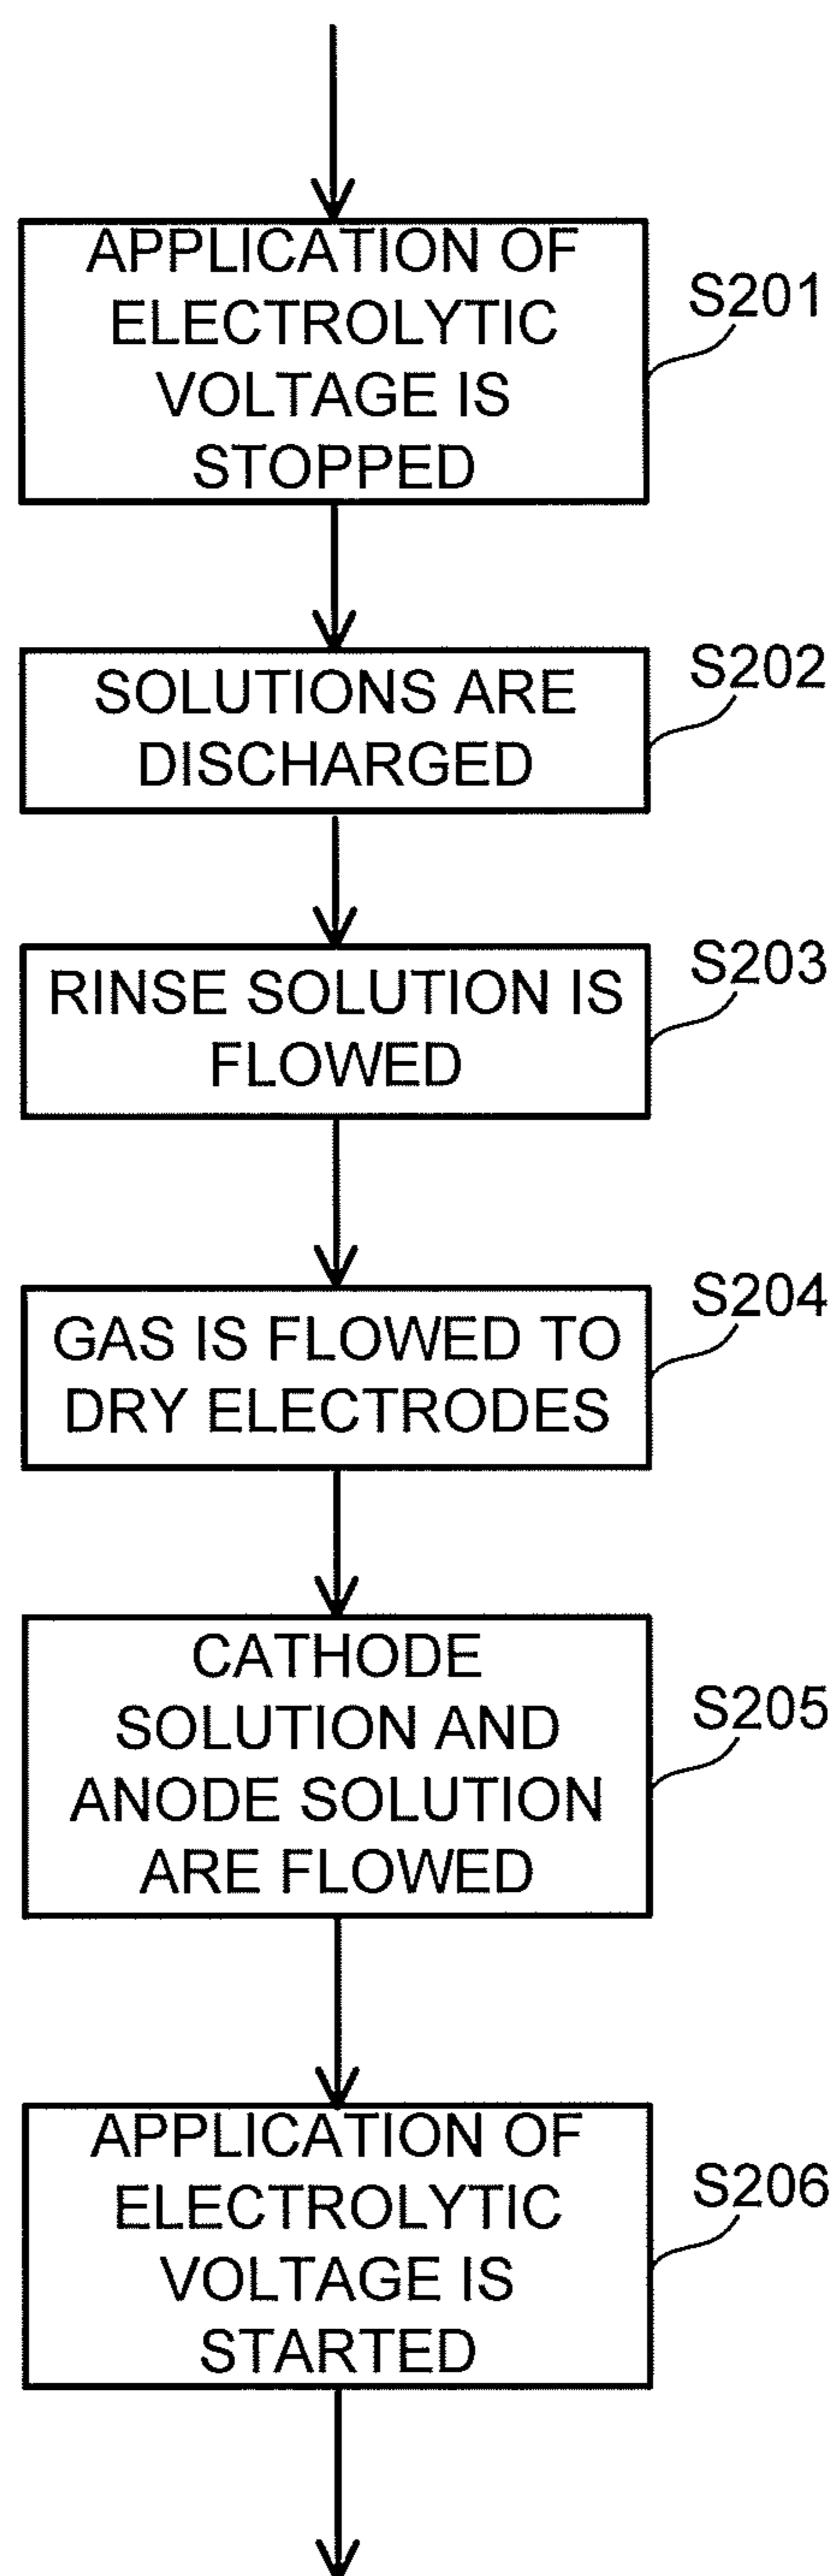 APPLICATION OF
ELECTROLYTIC
VOLTAGE IS
STOPPED
S201
SOLUTIONS ARE
DISCHARGED
S202
RINSE SOLUTION IS
FLOWED
S203
GAS IS FLOWED TO
DRY ELECTRODES
S204
CATHODE
SOLUTION AND
ANODE SOLUTION
ARE FLOWED
S205
APPLICATION OF
ELECTROLYTIC
VOLTAGE IS
STARTED
S206